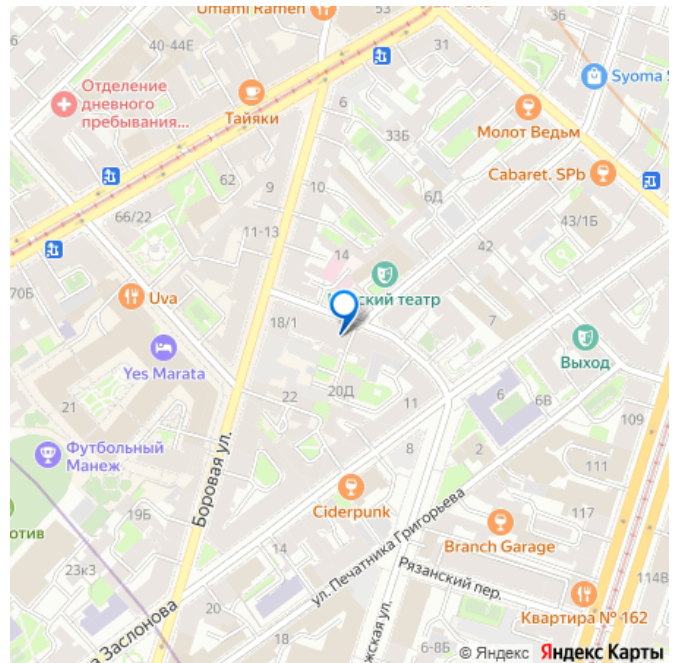 Umami Ramen
40-44Е
31
Отделение
дневного
пребывания...
Тайяки
6
Syoma
Молот Ведьм
33Б
Cabaret. SPb
62
9
10
6Д
66/22
43/1Б
11-13
42
14
70Б
Uva
ский театр
18/1
7
Yes Marata
Выход
22
20Д
11
6
6В
21
109
Футбольный
Манеж
8
2
111
Боровая ул.
Ciderpunk
19Б
117
отив
Branch Garage
14
ул. Печатника Григорьева
Рязанский пер.
23к3
114В
20
Квартира № 162
а Заслонова
18
жская ул.
6-8Б
© Яндекс Яндекс Карты